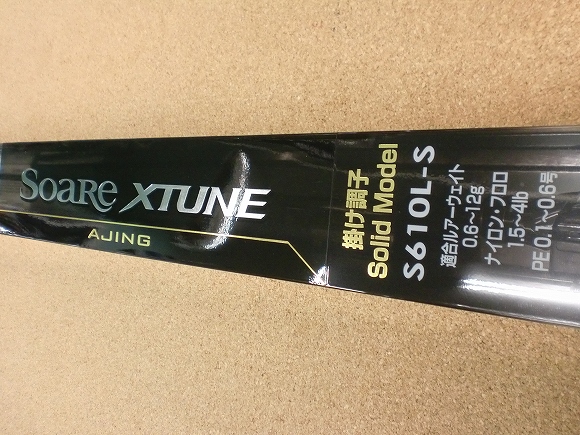 SOARE XTUNE
AJING
掛け調子
Solid Model
S610L-S
適合ルアーウェイト
0.6~12g
ナイロン・フロロ
1.5~4lb
PE 0.1~0.6号